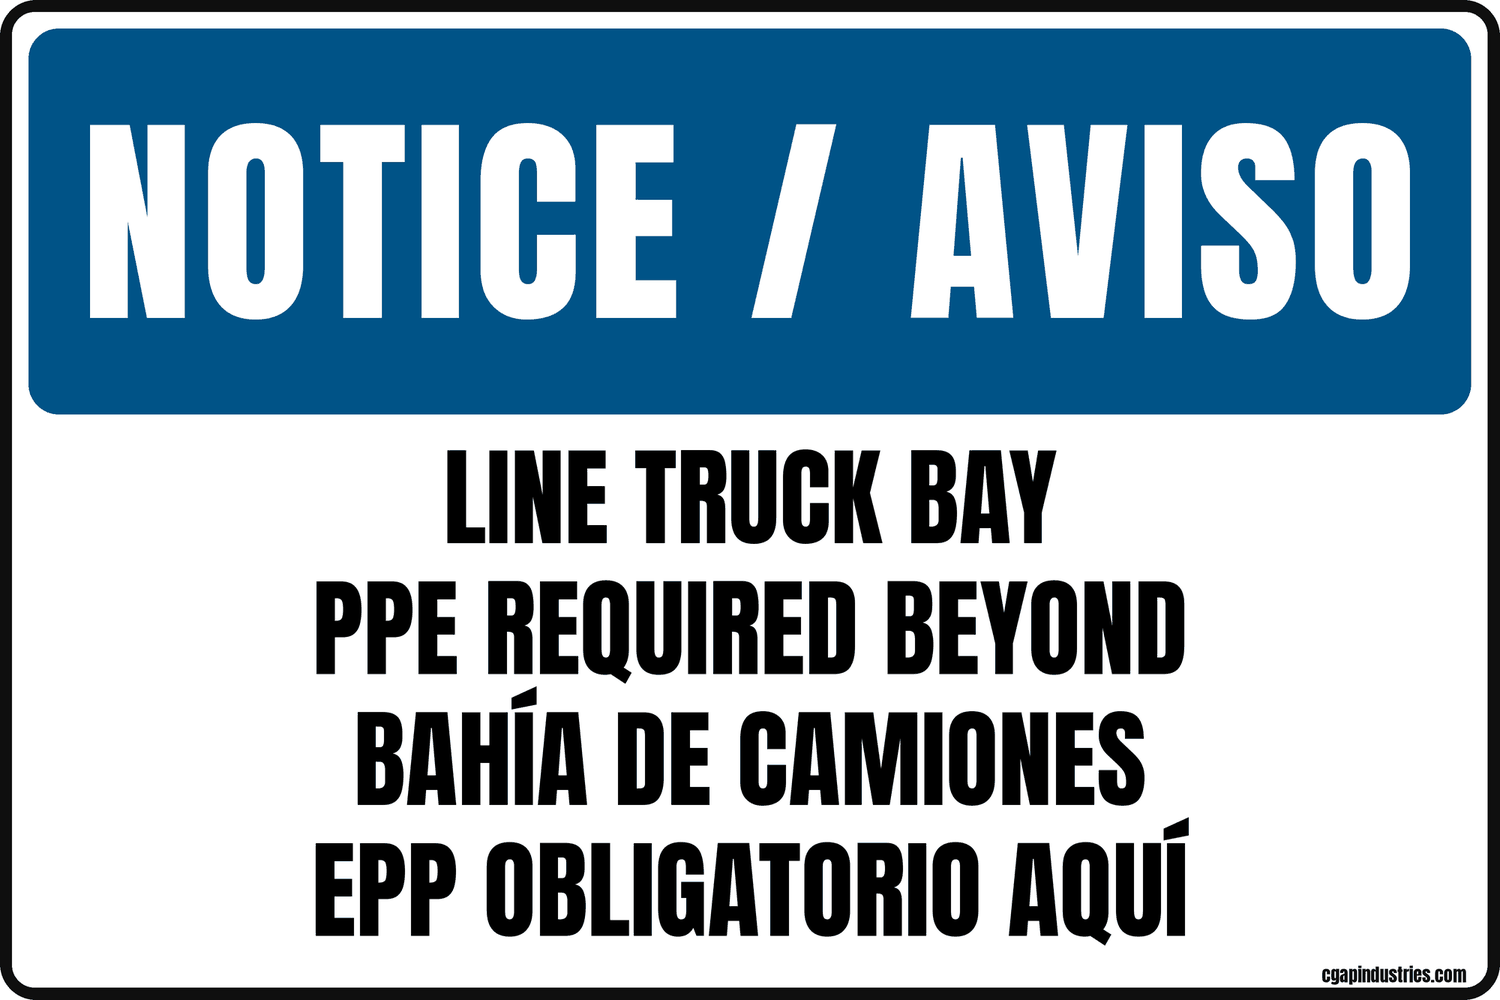 NOTICE / AVISO
LINE TRUCK BAY
PPE REQUIRED BEYOND
BAHÍA DE CAMIONES
EPP OBLIGATORIO AQUÍ
cgapindustries.com